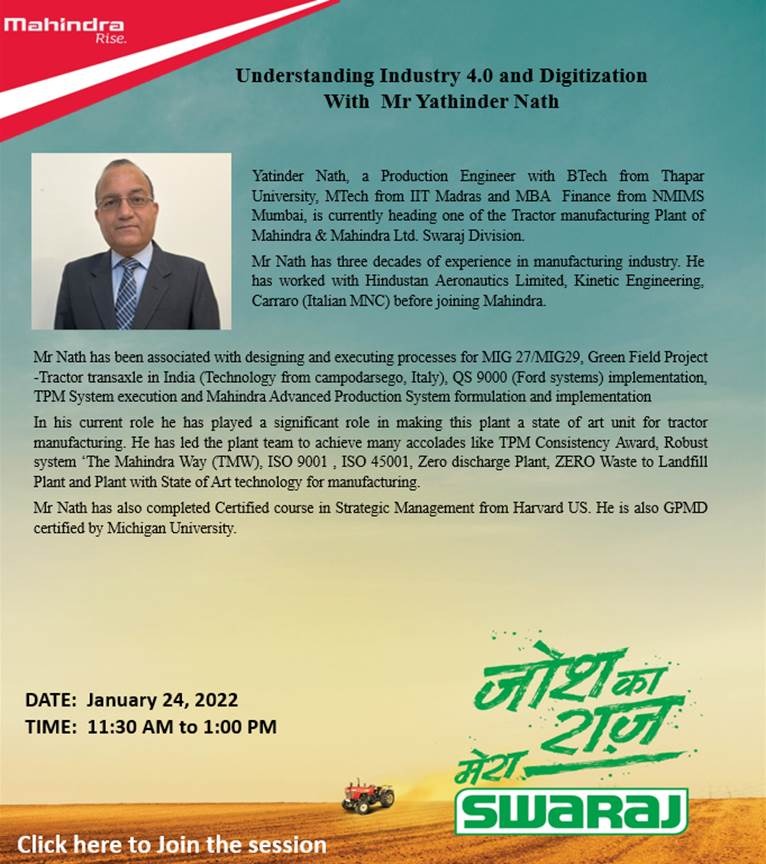 Mahindra
Rise.
Understanding Industry 4.0 and Digitization
With Mr Yathinder Nath
Yatinder Nath, a Production Engineer with BTech from Thapar
University, MTech from IIT Madras and MBA Finance from NMIMS
Mumbai, is currently heading one of the Tractor manufacturing Plant of
Mahindra & Mahindra Ltd. Swaraj Division.
Mr Nath has three decades of experience in manufacturing industry. He
has worked with Hindustan Aeronautics Limited, Kinetic Engineering,
Carraro (Italian MNC) before joining Mahindra.
Mr Nath has been associated with designing and executing processes for MIG 27/MIG29, Green Field Project
-Tractor transaxle in India (Technology from campodarsego, Italy), QS 9000 (Ford systems) implementation,
TPM System execution and Mahindra Advanced Production System formulation and implementation
In his current role he has played a significant role in making this plant a state of art unit for tractor
manufacturing. He has led the plant team to achieve many accolades like TPM Consistency Award, Robust
system ‘The Mahindra Way (TMW), ISO 9001 , ISO 45001, Zero discharge Plant, ZERO Waste to Landfill
Plant and Plant with State of Art technology for manufacturing.
Mr Nath has also completed Certified course in Strategic Management from Harvard US. He is also GPMD
certified by Michigan University.
DATE: January 24, 2022
TIME: 11:30 AM to 1:00 PM
जोश का
राज़
मेरा
SWARAJ
Click here to Join the session